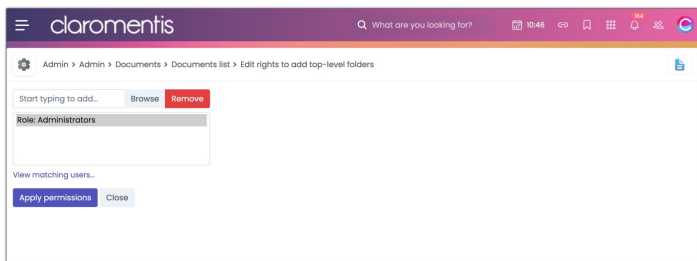 claromentis
What are you looking for?
10:46
164
Admin > Admin > Documents > Documents list > Edit rights to add top-level folders
Start typing to add...
Browse
Remove
Role: Administrators
View matching users...
Apply permissions
Close